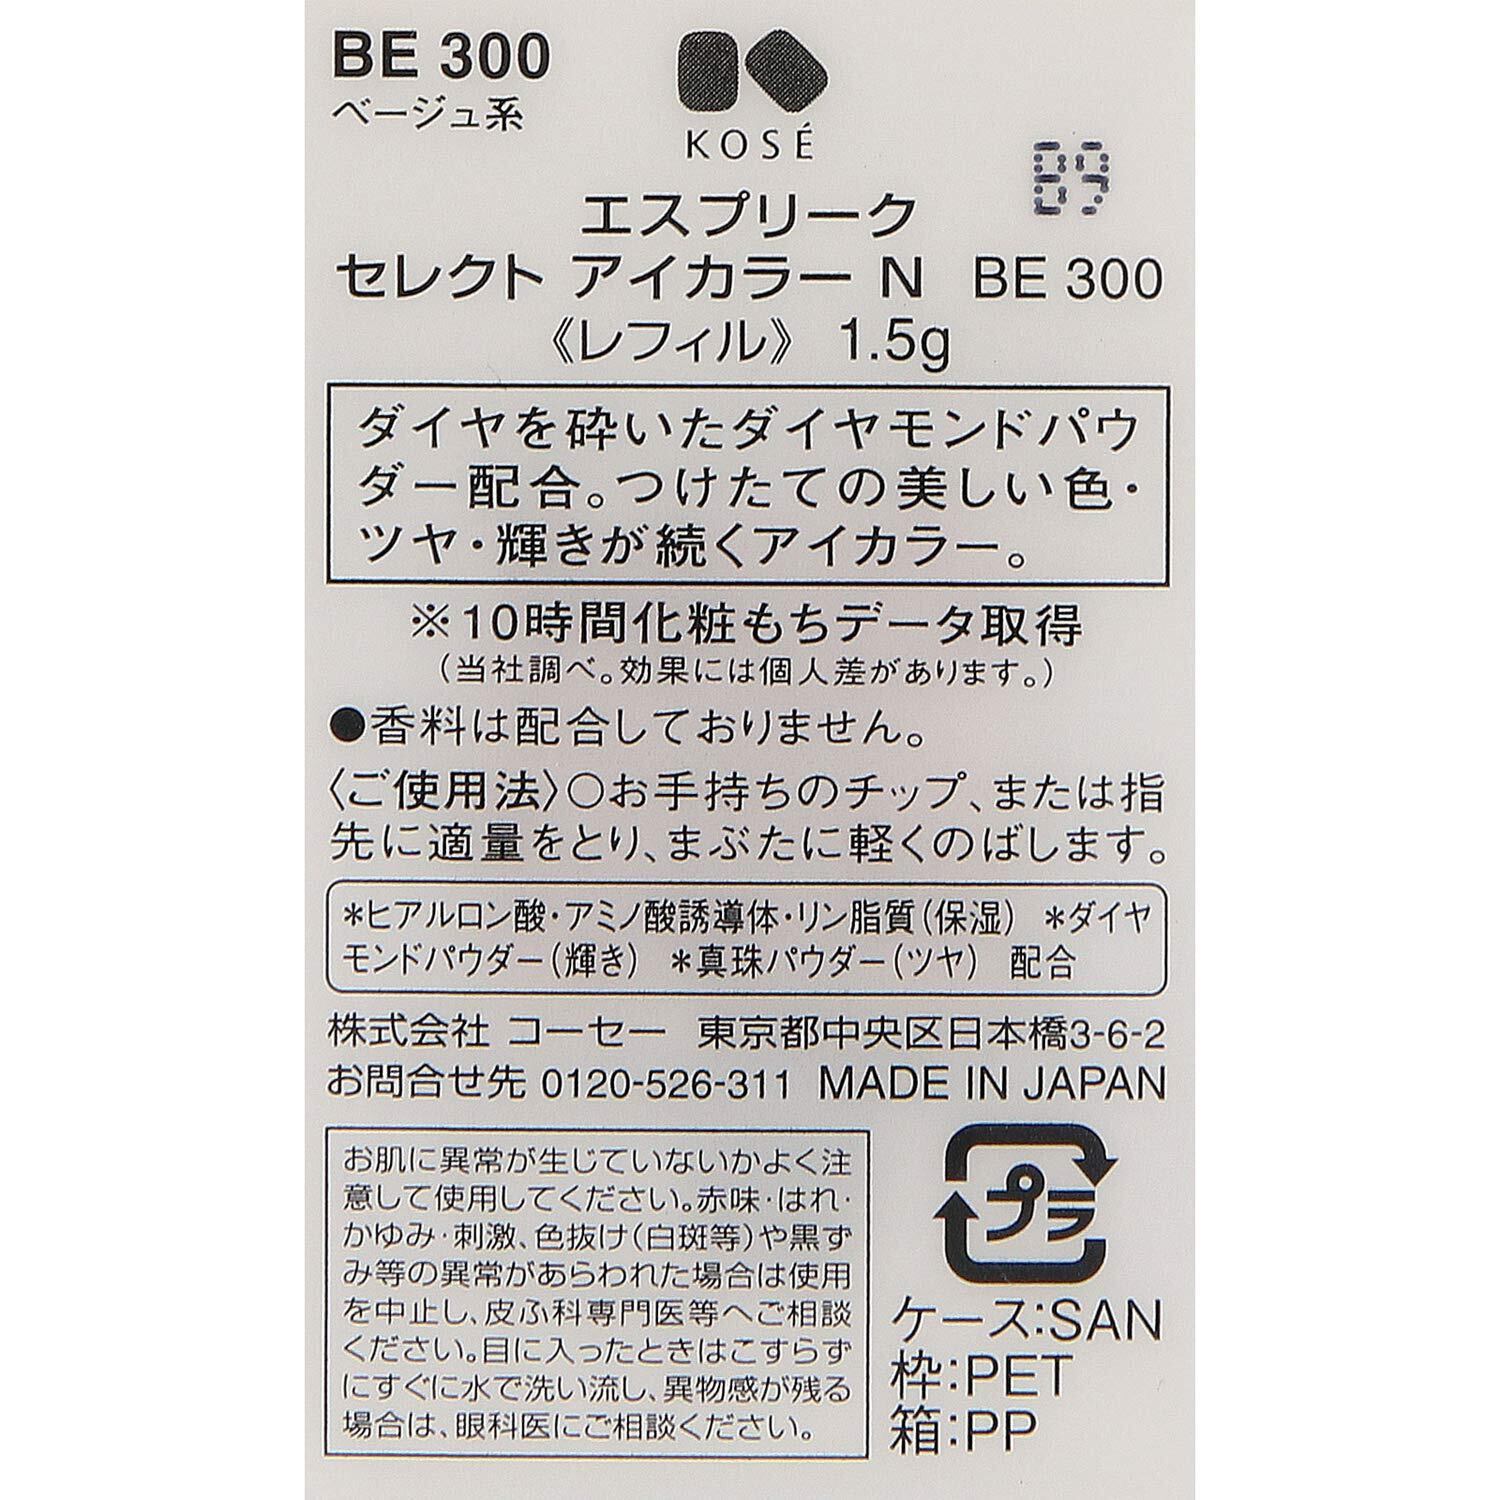 BE 300
ベージュ系
KOSÉ
B9
エスプリーク
セレクト アイカラー N BE 300
《レフィル》 1.5g
ダイヤを砕いたダイヤモンドパウ
ダー配合。つけたての美しい色・
ツヤ・輝きが続くアイカラー。
※10時間化粧もちデータ取得
（当社調べ。効果には個人差があります。）
●香料は配合しておりません。
〈ご使用法〉○お手持ちのチップ、または指
先に適量をとり、まぶたに軽くのばします。
＊ヒアルロン酸・アミノ酸誘導体・リン脂質（保湿） ＊ダイヤ
モンドパウダー（輝き） ＊真珠パウダー（ツヤ） 配合
株式会社 コーセー 東京都中央区日本橋3-6-2
お問合せ先 0120-526-311 MADE IN JAPAN
お肌に異常が生じていないかよく注
意して使用してください。赤味・はれ・
かゆみ・刺激、色抜け（白斑等）や黒ず
み等の異常があらわれた場合は使用
を中止し、皮ふ科専門医等へご相談
ください。目に入ったときはこすらず
にすぐに水で洗い流し、異物感が残る
場合は、眼科医にご相談ください。
プラ
ケース：SAN
枠：PET
箱：PP